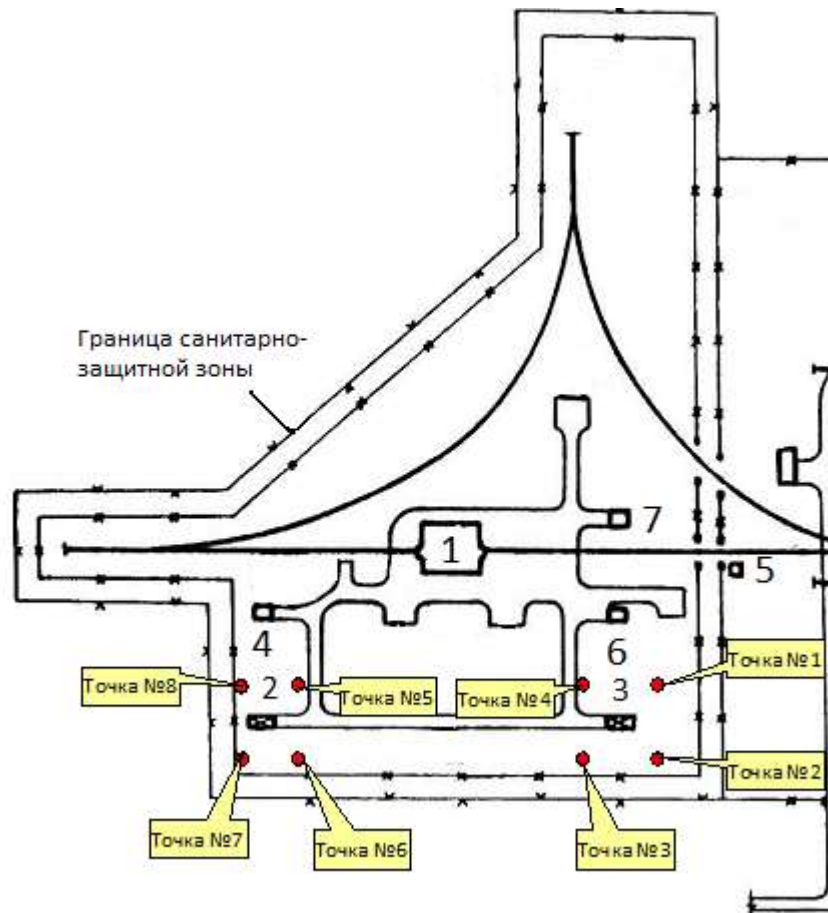 Граница санитарно-
защитной зоны
7
1
5
4
6
Точка №1
Точка №8
2
Точка №5
Точка №4
3
Точка №2
Точка №7
Точка №6
Точка №3